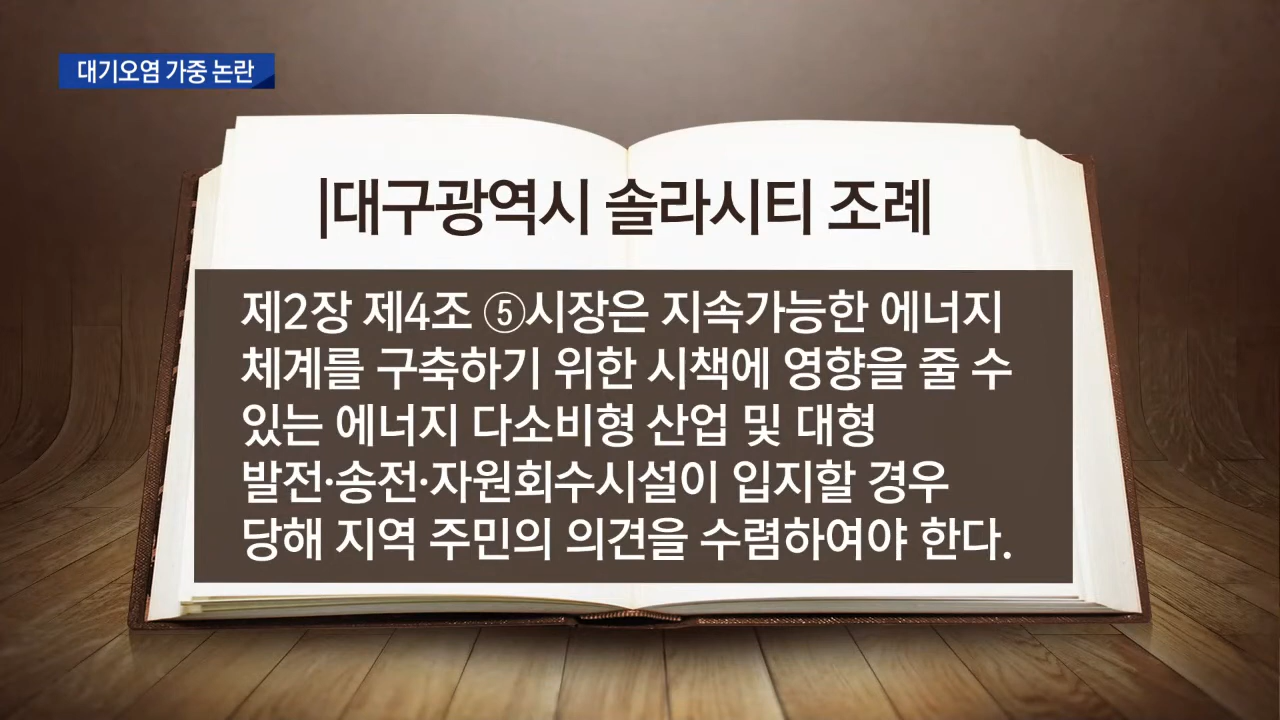 대기오염 가중 논란
|대구광역시 솔라시티 조례
제2장 제4조 ⑤시장은 지속가능한 에너지
체계를 구축하기 위한 시책에 영향을 줄 수
있는 에너지 다소비형 산업 및 대형
발전·송전·자원회수시설이 입지할 경우
당해 지역 주민의 의견을 수렴하여야 한다.